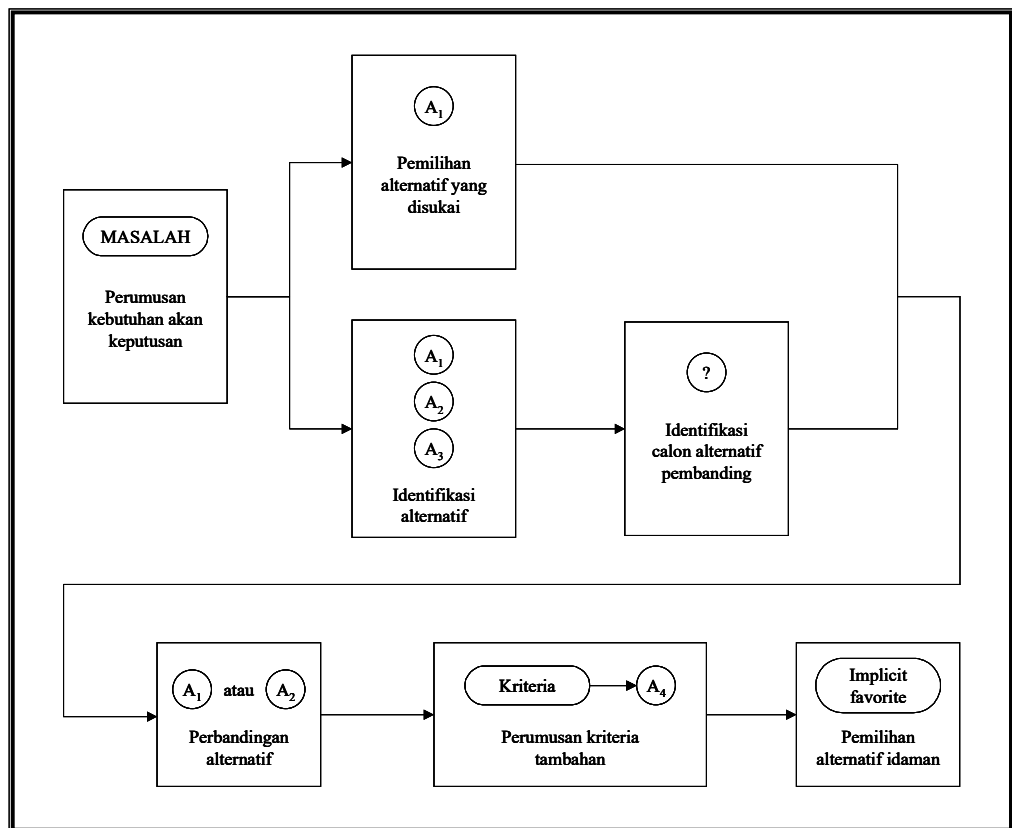 A₁
Pemilihan
alternatif yang
disukai
MASALAH
Perumusan
kebutuhan akan
keputusan
A₁
A₂
A₃
Identifikasi
alternatif
?
Identifikasi
calon alternatif
pembanding
A₁ atau A₂
Perbandingan
alternatif
Kriteria A₄
Perumusan kriteria
tambahan
Implicit
favorite
Pemilihan
alternatif idaman